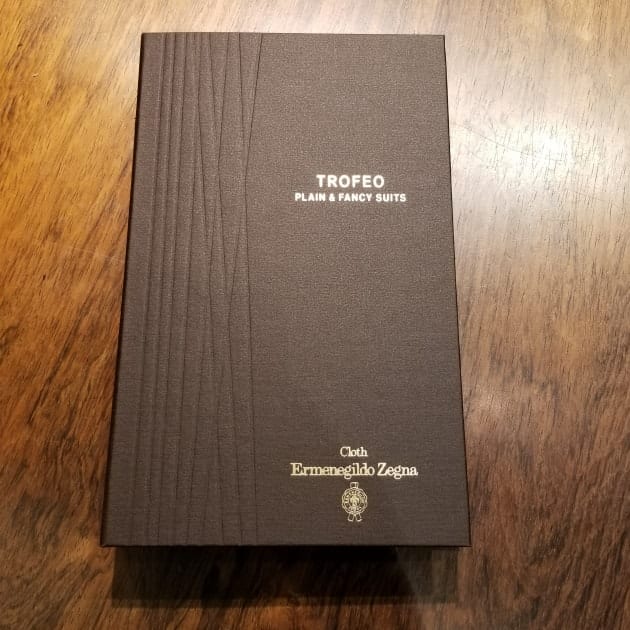 TROFEO
PLAIN & FANCY SUITS
Cloth
Ermenegildo Zegna